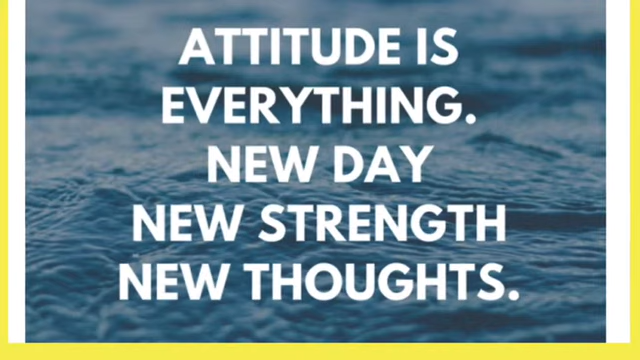 ATTITUDE IS
EVERYTHING.
NEW DAY
NEW STRENGTH
NEW THOUGHTS.